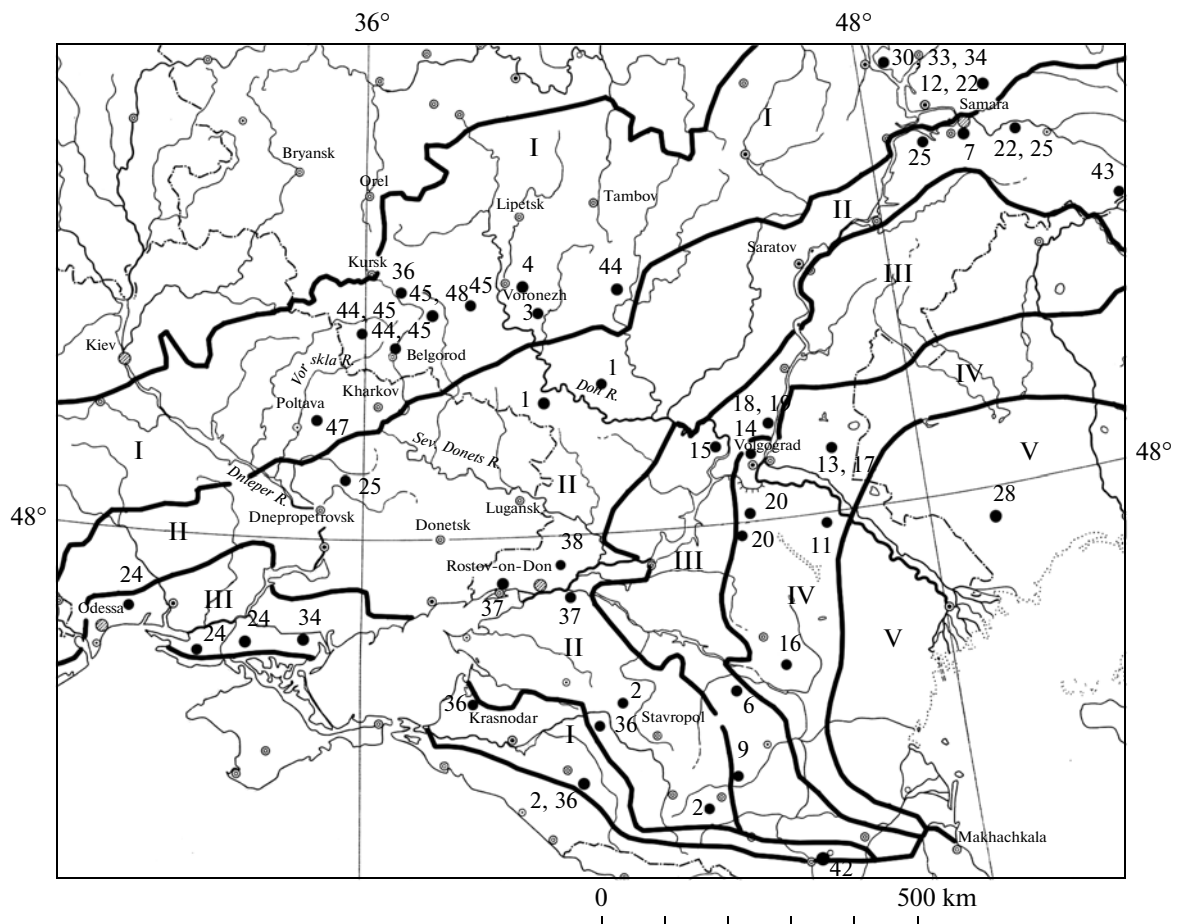 36° 48°
30, 33, 34
12, 22
Samara
I
I
Bryansk
25 7 22, 25
Orel
43
Lipetsk Tambov
II
Saratov
Kursk
36 4 44 III
45, 48 45
Voronezh
44, 45 3
44, 45
Kiev
Belgorod
Vor skla R.
1 IV
Kharkov Don R.
Poltava 1 18, 19
47 14
Sev. Donets R. 15 Volgograd
I V 48°
13, 17
Dnieper R. 25 II
28
Lugansk 20
48° Dnepropetrovsk
II Donetsk
20 11
38
Rostov-on-Don III
24
III IV
Odessa 37 37
24 24 34
V
II
16
2
36 6
Krasnodar 36 Stavropol
I
9
2, 36 2
Makhachkala
42
0 500 km